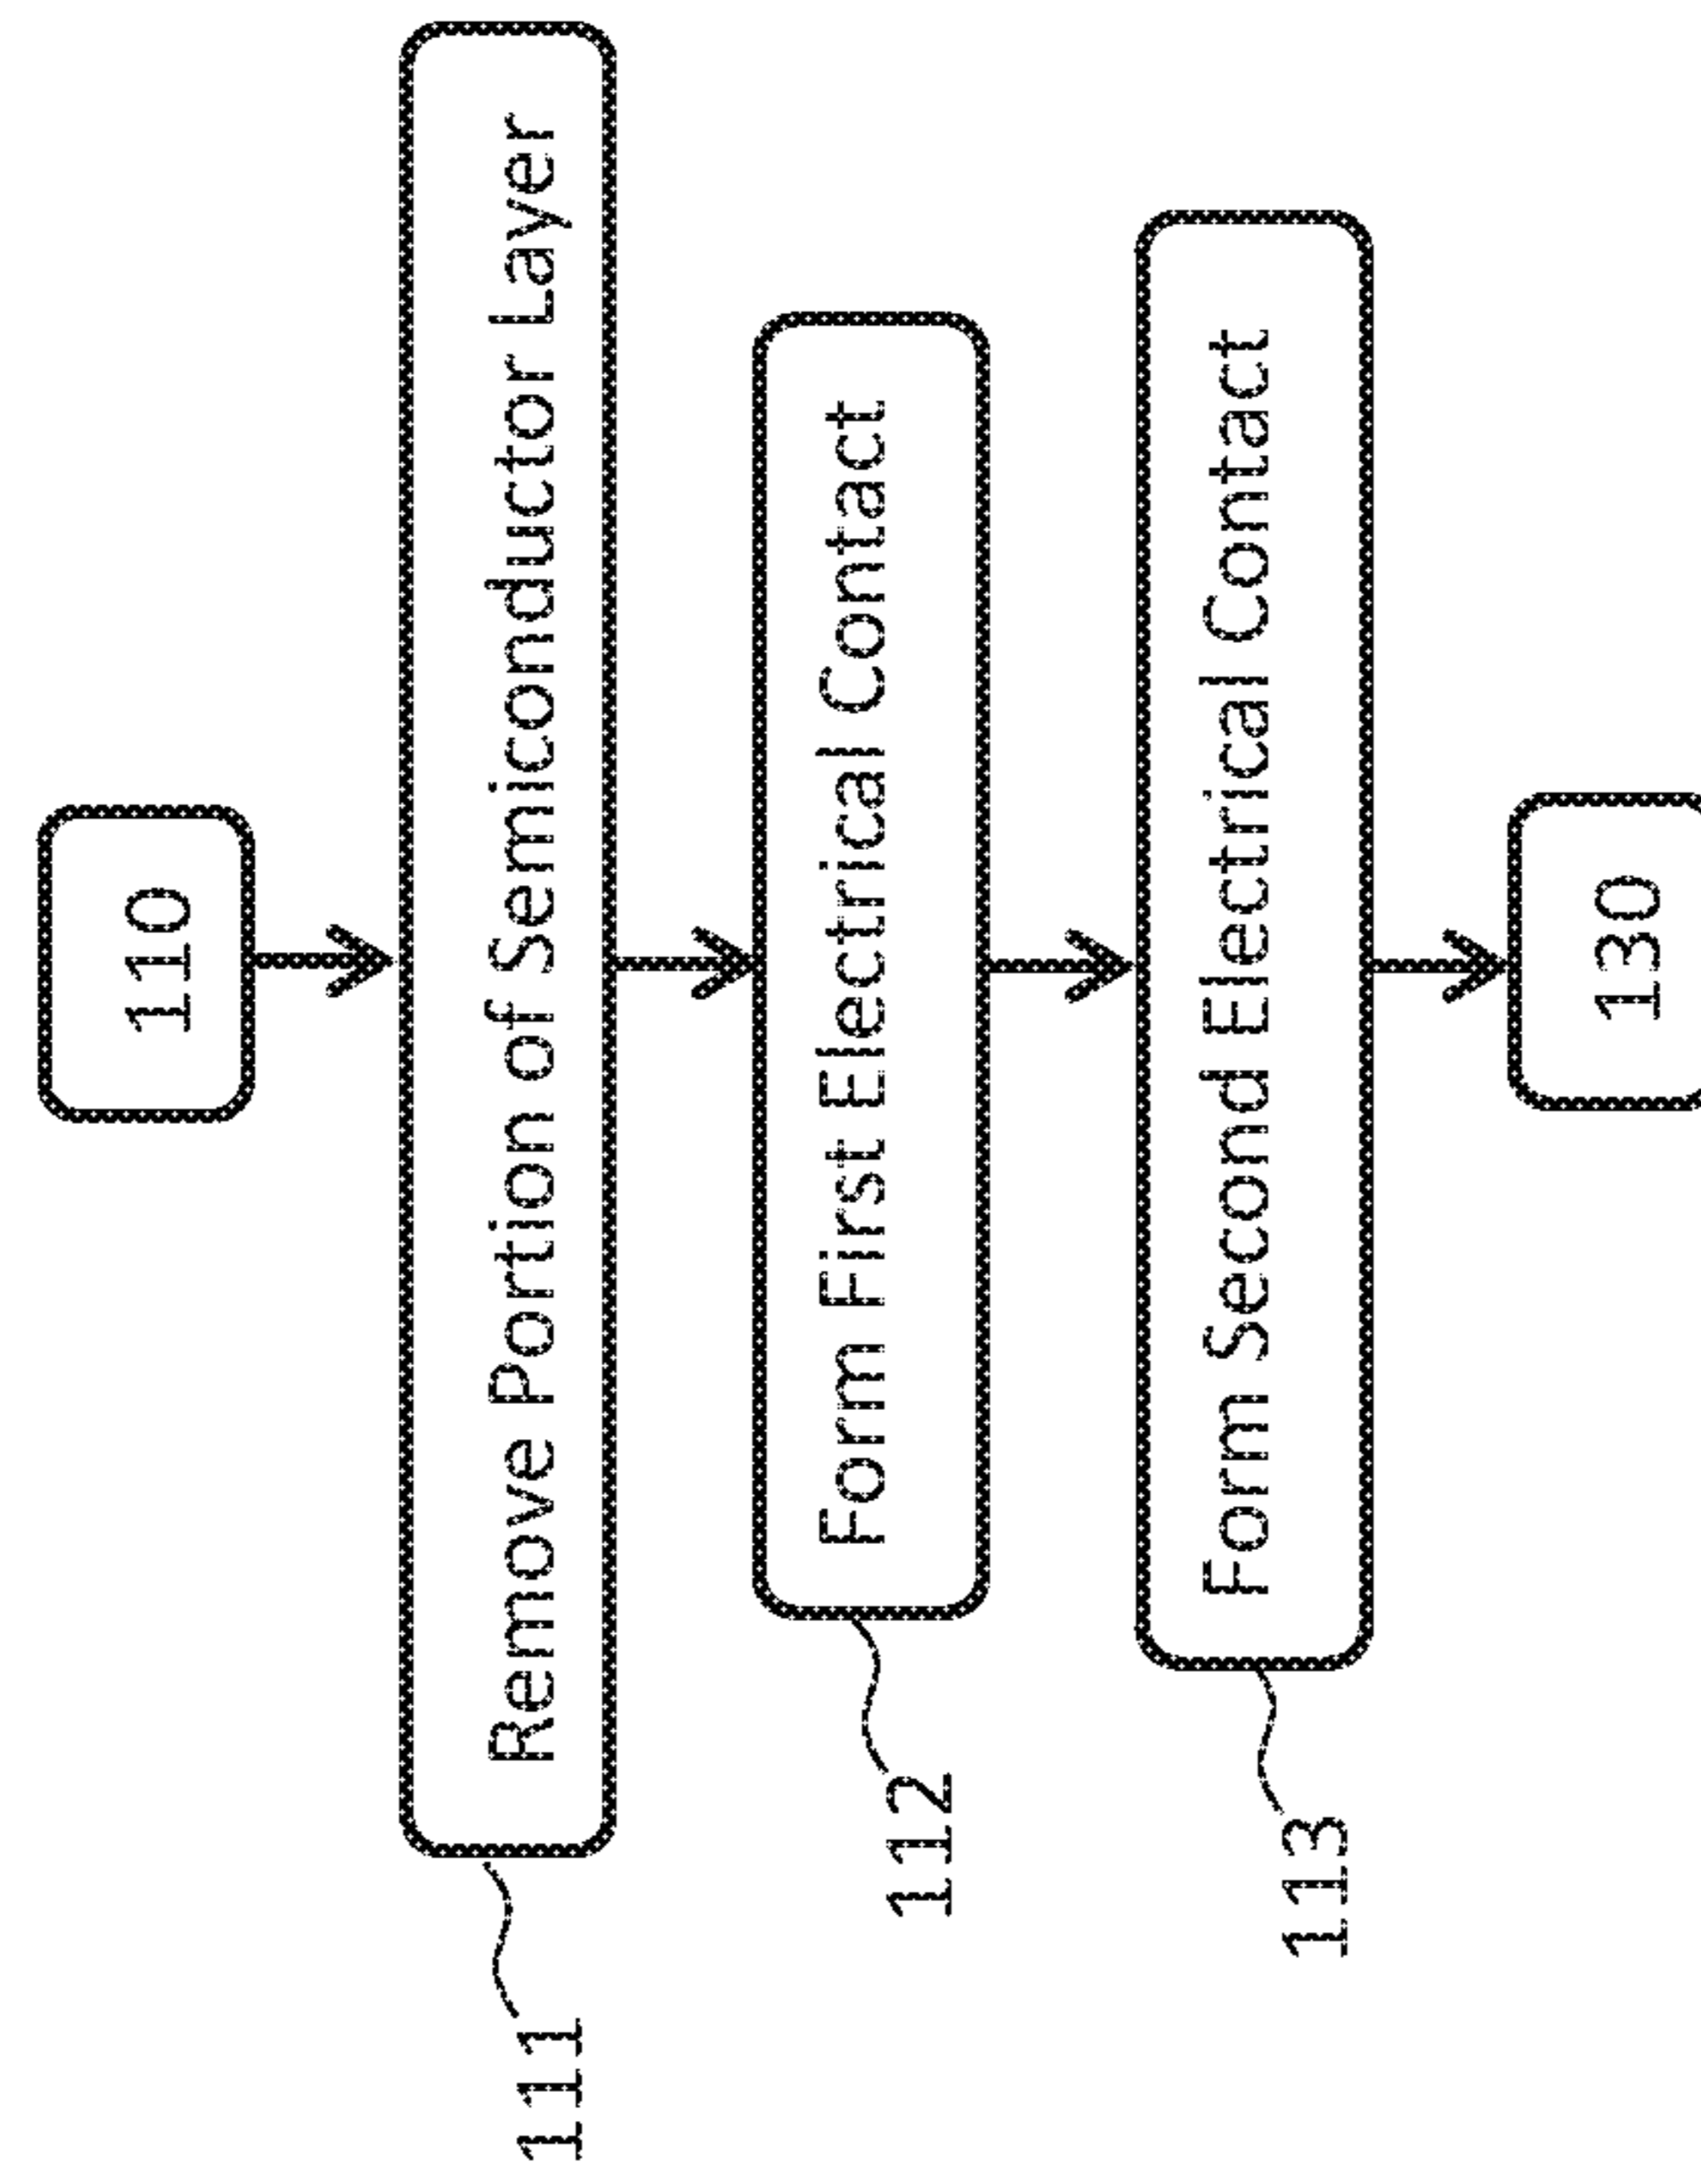 110
111
Remove Portion of Semiconductor Layer
112
Form First Electrical Contact
113
Form Second Electrical Contact
130